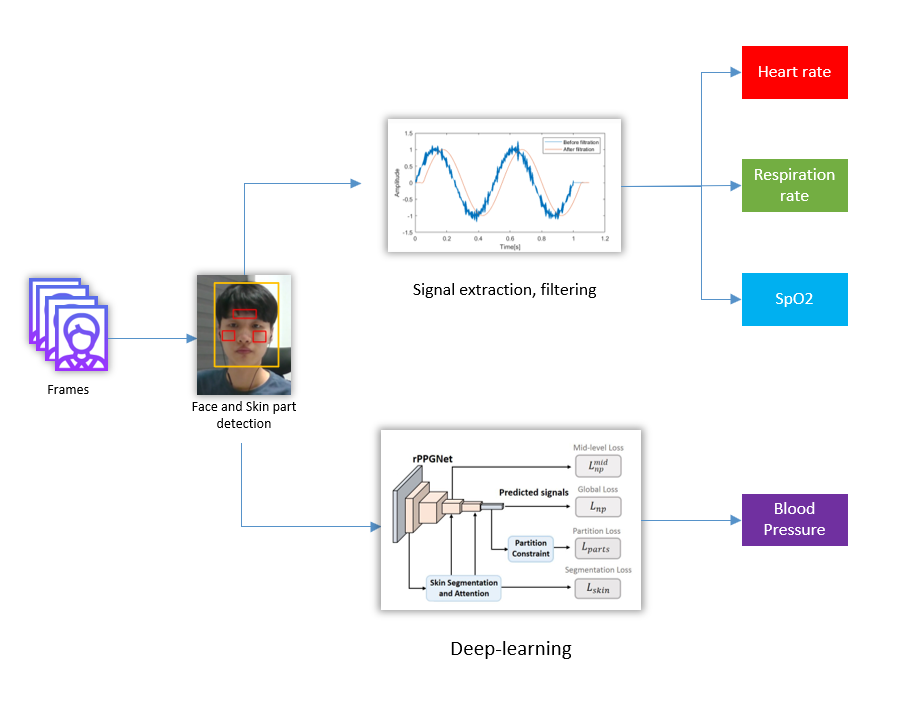 Heart rate
Respiration
rate
SpO2
1.5
1
0.5
0
-0.5
-1
-1.5
Amplitude
Before filtration
After filtration
0
0.2
0.4
0.6
0.8
1
1.2
Time[s]
Signal extraction, filtering
Frames
Face and Skin part
detection
rPPGNet
Mid-level Loss
L_{np}^{mid}
Predicted signals
Global Loss
L_{np}
Partition
Constraint
Partition Loss
L_{parts}
Skin Segmentation
and Attention
Segmentation Loss
L_{skin}
Blood
Pressure
Deep-learning